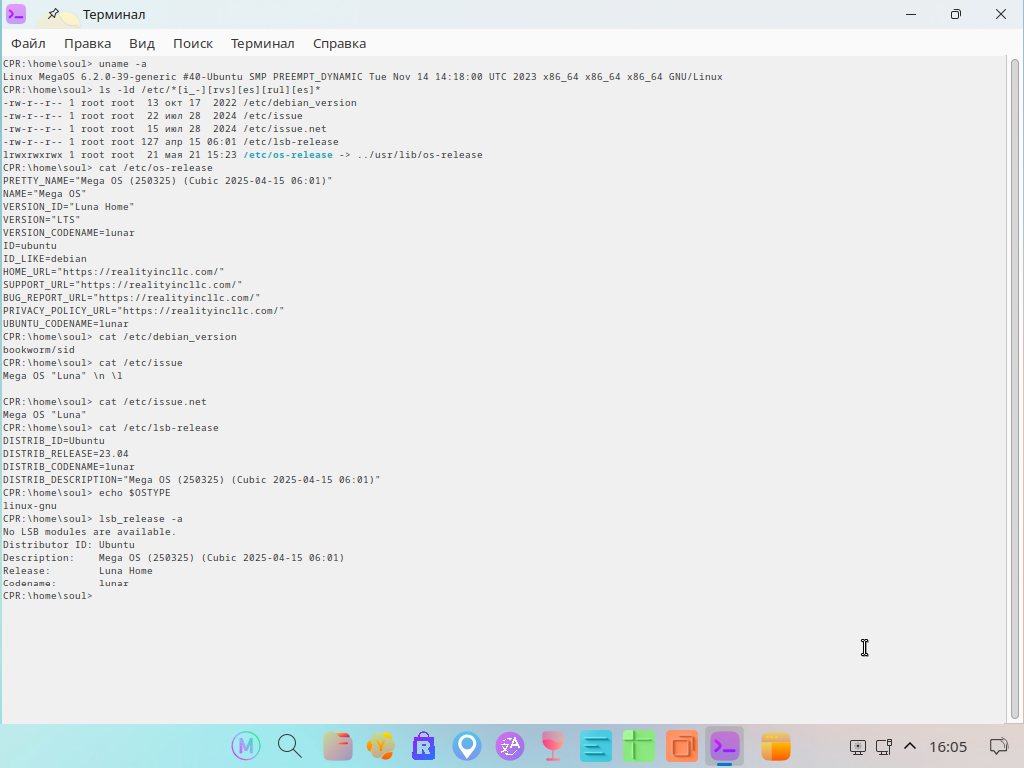 Терминал
Файл Правка Вид Поиск Терминал Справка
CPR:\home\soul> uname -a
Linux MegaOS 6.2.0-39-generic #40-Ubuntu SMP PREEMPT_DYNAMIC Tue Nov 14 14:18:00 UTC 2023 x86_64 x86_64 x86_64 GNU/Linux
CPR:\home\soul> ls -ld /etc/*[i_-][rvs][es][rul][es]*
-rw-r--r-- 1 root root  13 окт 17  2022 /etc/debian_version
-rw-r--r-- 1 root root  22 июл 28  2024 /etc/issue
-rw-r--r-- 1 root root  15 июл 28  2024 /etc/issue.net
-rw-r--r-- 1 root root 127 апр 15 06:01 /etc/lsb-release
lrwxrwxrwx 1 root root  21 мая 21 15:23 /etc/os-release -> ../usr/lib/os-release
CPR:\home\soul> cat /etc/os-release
PRETTY_NAME="Mega OS (250325) (Cubic 2025-04-15 06:01)"
NAME="Mega OS"
VERSION_ID="Luna Home"
VERSION="LTS"
VERSION_CODENAME=lunar
ID=ubuntu
ID_LIKE=debian
HOME_URL="https://realityincllc.com/"
SUPPORT_URL="https://realityincllc.com/"
BUG_REPORT_URL="https://realityincllc.com/"
PRIVACY_POLICY_URL="https://realityincllc.com/"
UBUNTU_CODENAME=lunar
CPR:\home\soul> cat /etc/debian_version
bookworm/sid
CPR:\home\soul> cat /etc/issue
Mega OS "Luna" \n \l
CPR:\home\soul> cat /etc/issue.net
Mega OS "Luna"
CPR:\home\soul> cat /etc/lsb-release
DISTRIB_ID=Ubuntu
DISTRIB_RELEASE=23.04
DISTRIB_CODENAME=lunar
DISTRIB_DESCRIPTION="Mega OS (250325) (Cubic 2025-04-15 06:01)"
CPR:\home\soul> echo $OSTYPE
linux-gnu
CPR:\home\soul> lsb_release -a
No LSB modules are available.
Distributor ID: Ubuntu
Description:    Mega OS (250325) (Cubic 2025-04-15 06:01)
Release:        Luna Home
Codename:       lunar
CPR:\home\soul>
16:05